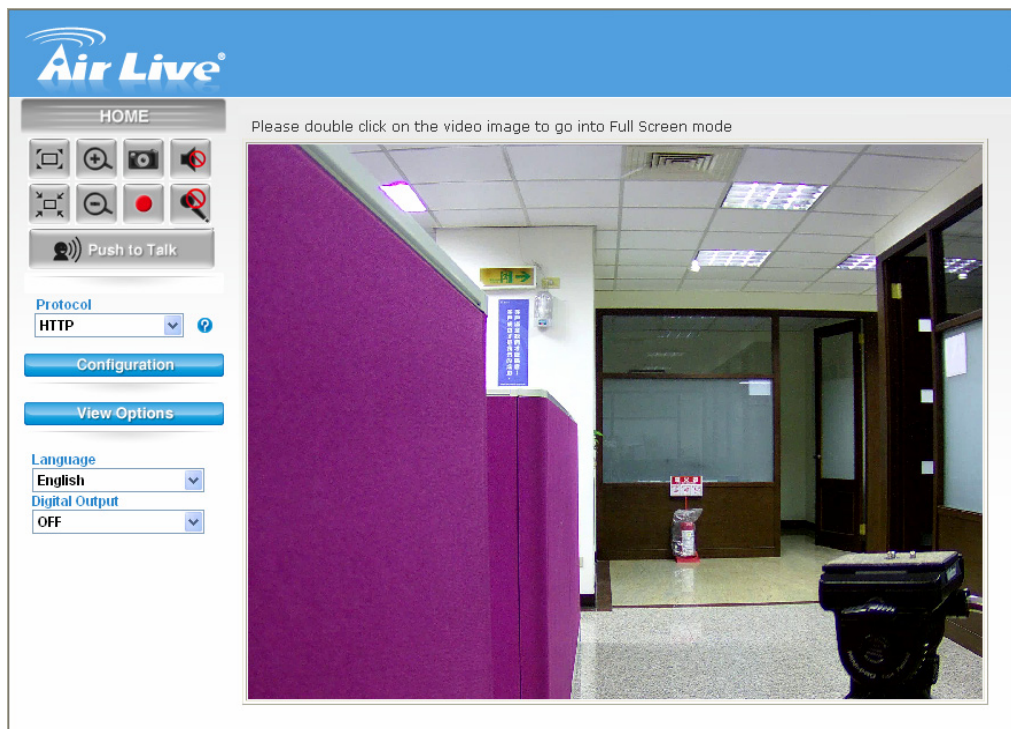 Air Live®
HOME
Please double click on the video image to go into Full Screen mode
Push to Talk
Protocol
HTTP
?
Configuration
View Options
Language
English
Digital Output
OFF